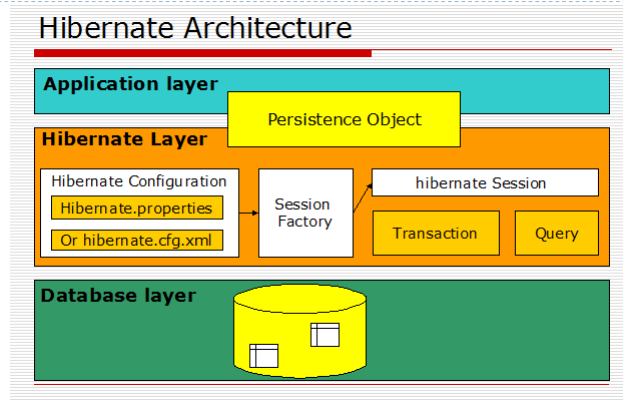 Hibernate Architecture
Application layer
Persistence Object
Hibernate Layer
Hibernate Configuration
Hibernate.properties
Or hibernate.cfg.xml
Session
Factory
hibernate Session
Transaction
Query
Database layer